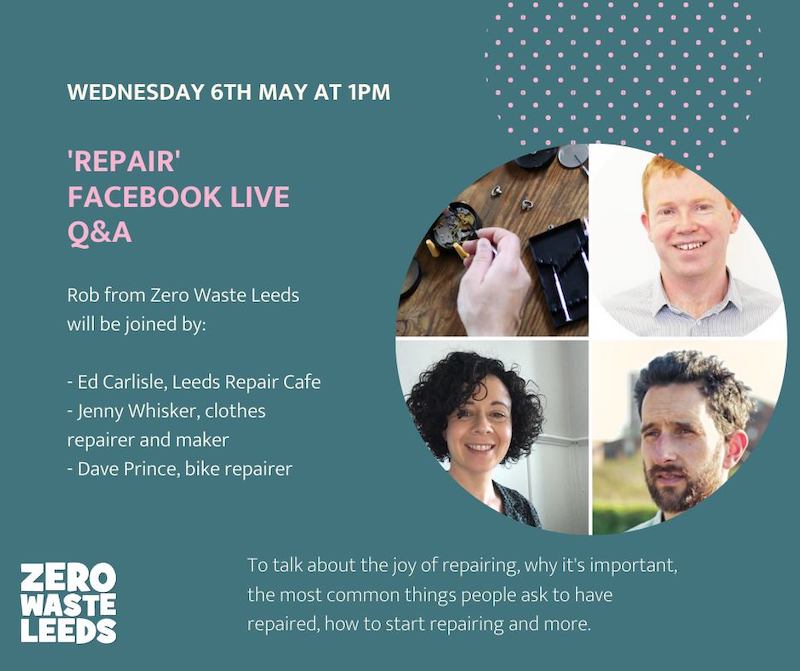 WEDNESDAY 6TH MAY AT 1PM
'REPAIR'
FACEBOOK LIVE
Q&A
Rob from Zero Waste Leeds
will be joined by:
- Ed Carlisle, Leeds Repair Cafe
- Jenny Whisker, clothes
repairer and maker
- Dave Prince, bike repairer
To talk about the joy of repairing, why it's important,
the most common things people ask to have
repaired, how to start repairing and more.
ZERO
WASTE
LEEDS